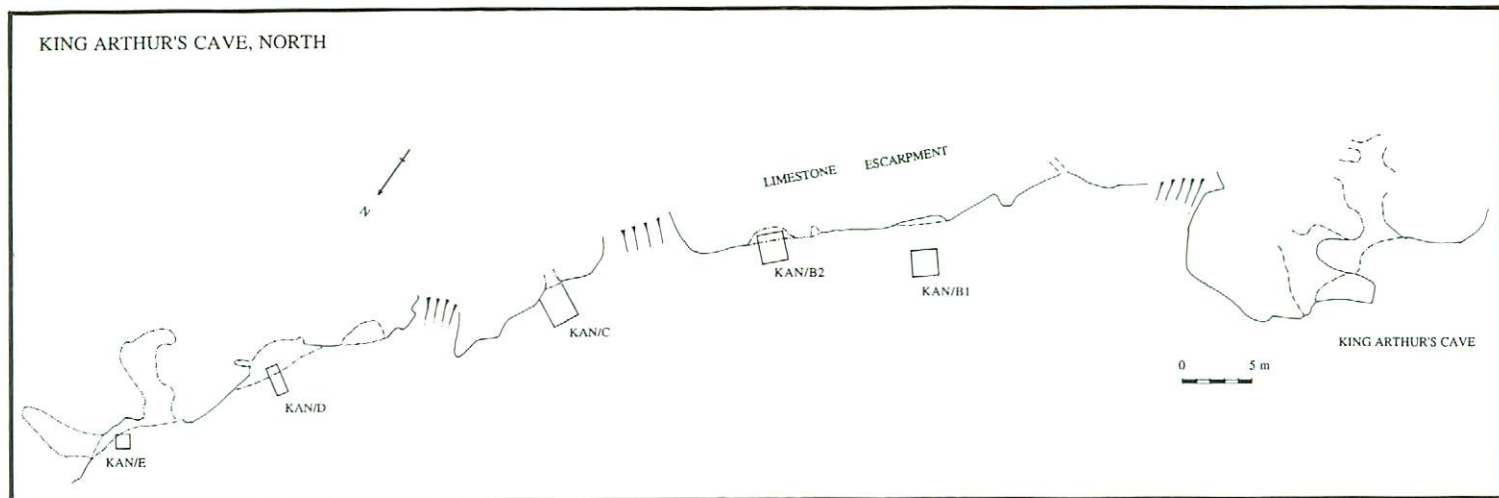 KING ARTHUR'S CAVE, NORTH
N
LIMESTONE ESCARPMENT
KAN/B2
KAN/B1
KAN/C
KING ARTHUR'S CAVE
0 5 m
KAN/D
KAN/E